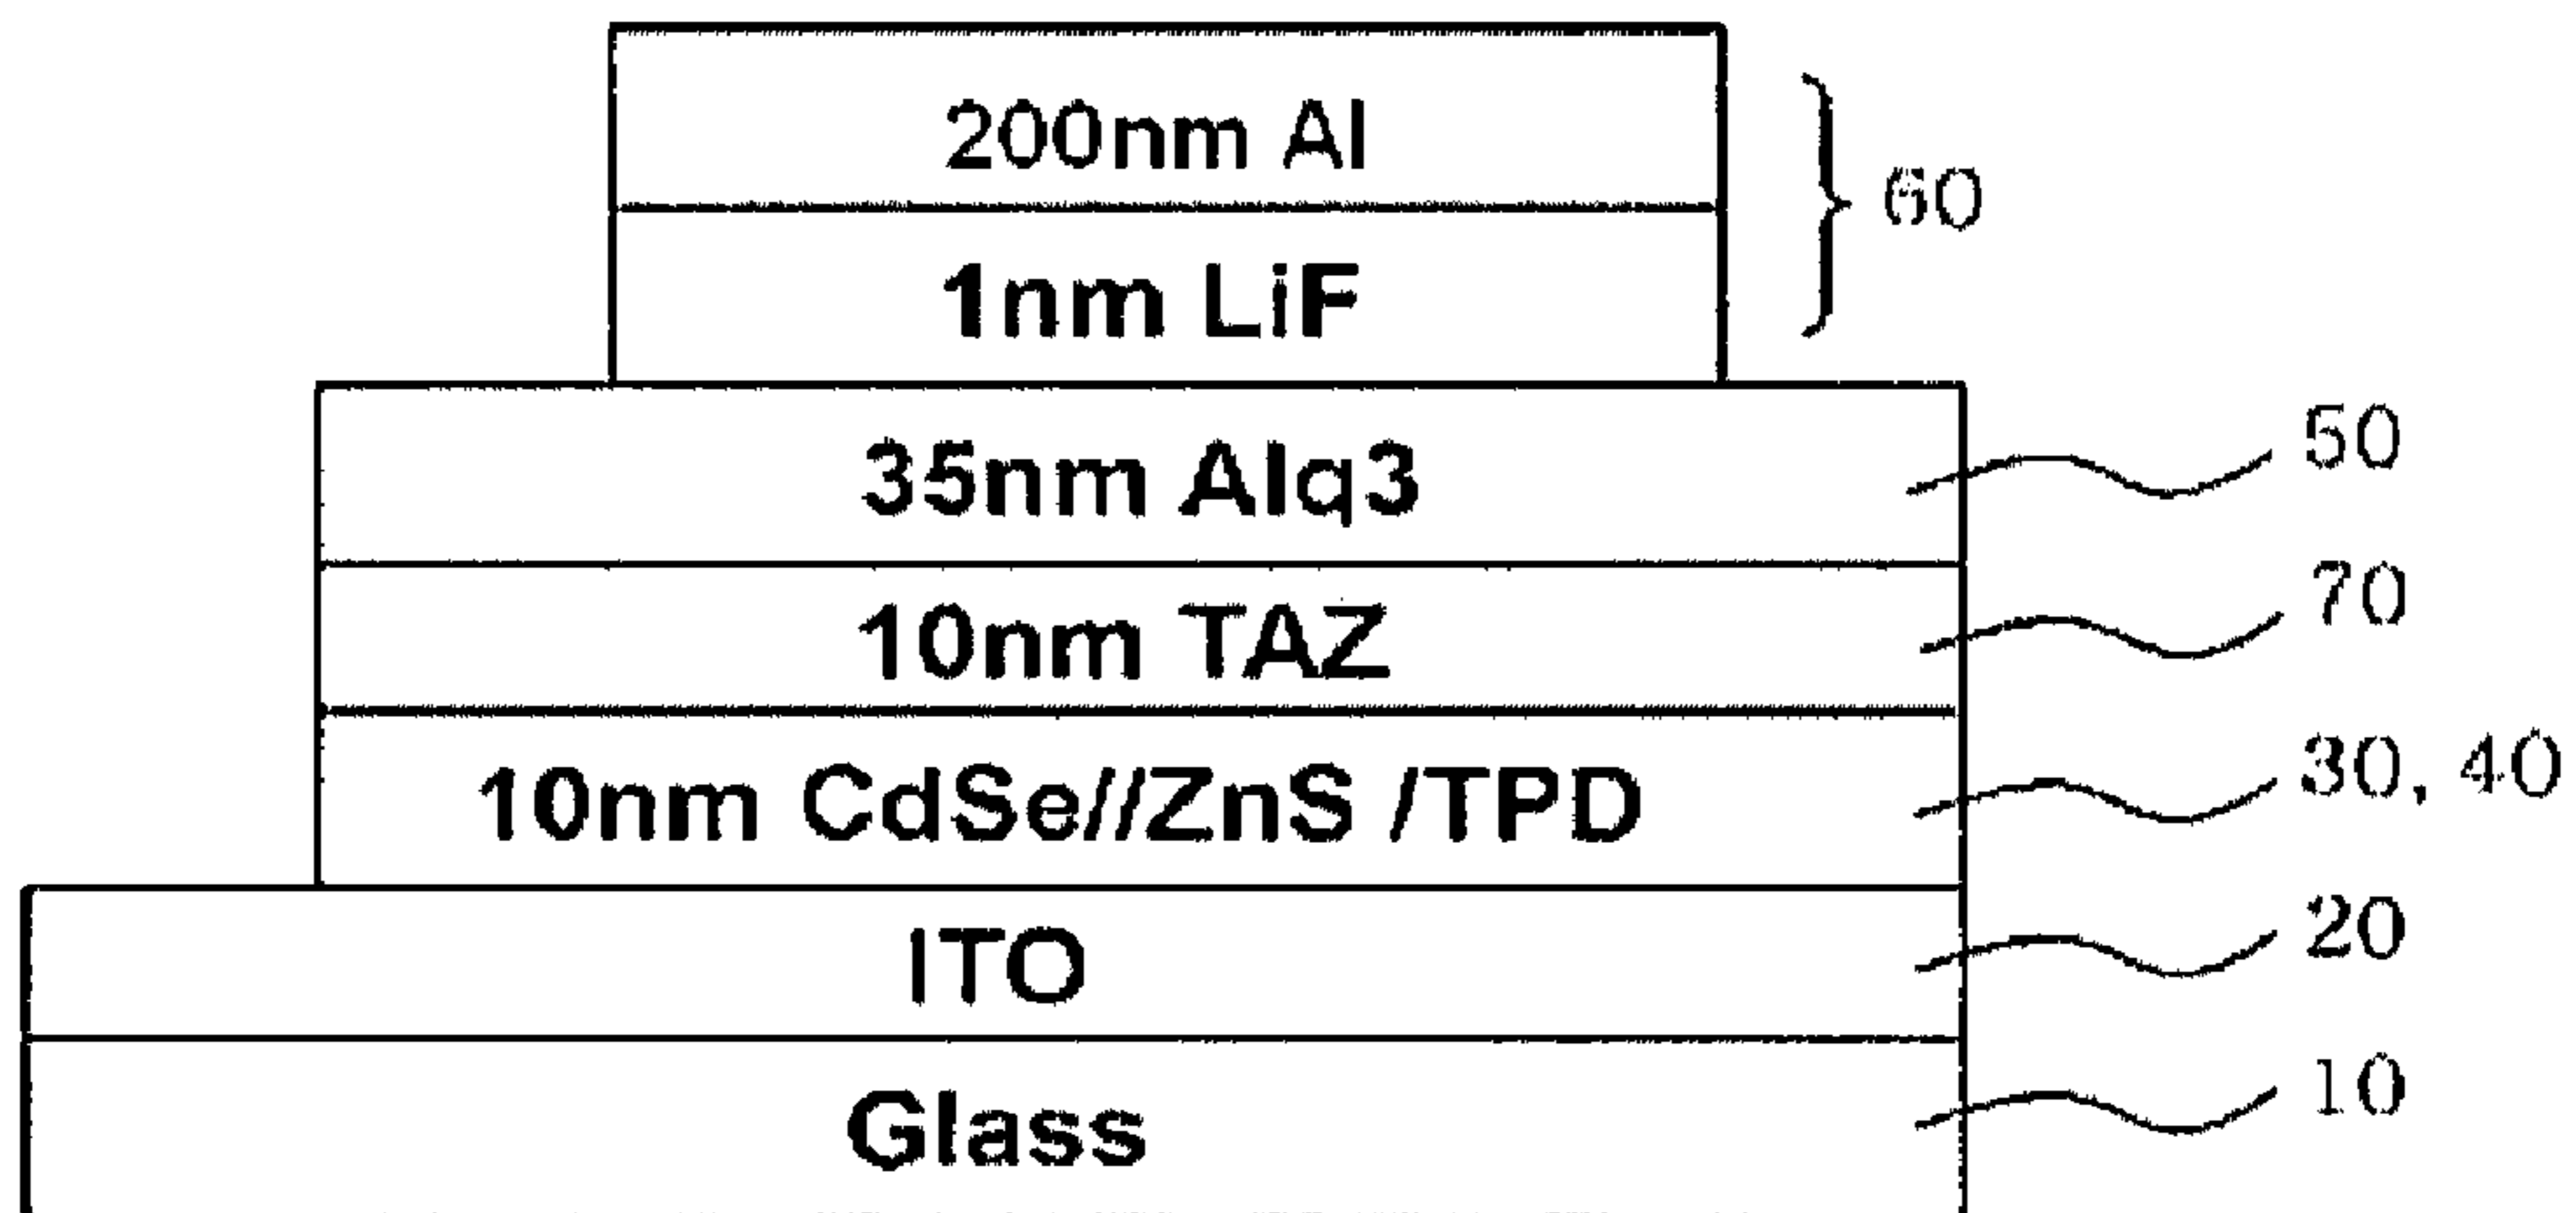 200nm Al
60
1nm LiF
35nm Alq3
50
10nm TAZ
70
10nm CdSe//ZnS /TPD
30, 40
ITO
20
Glass
10